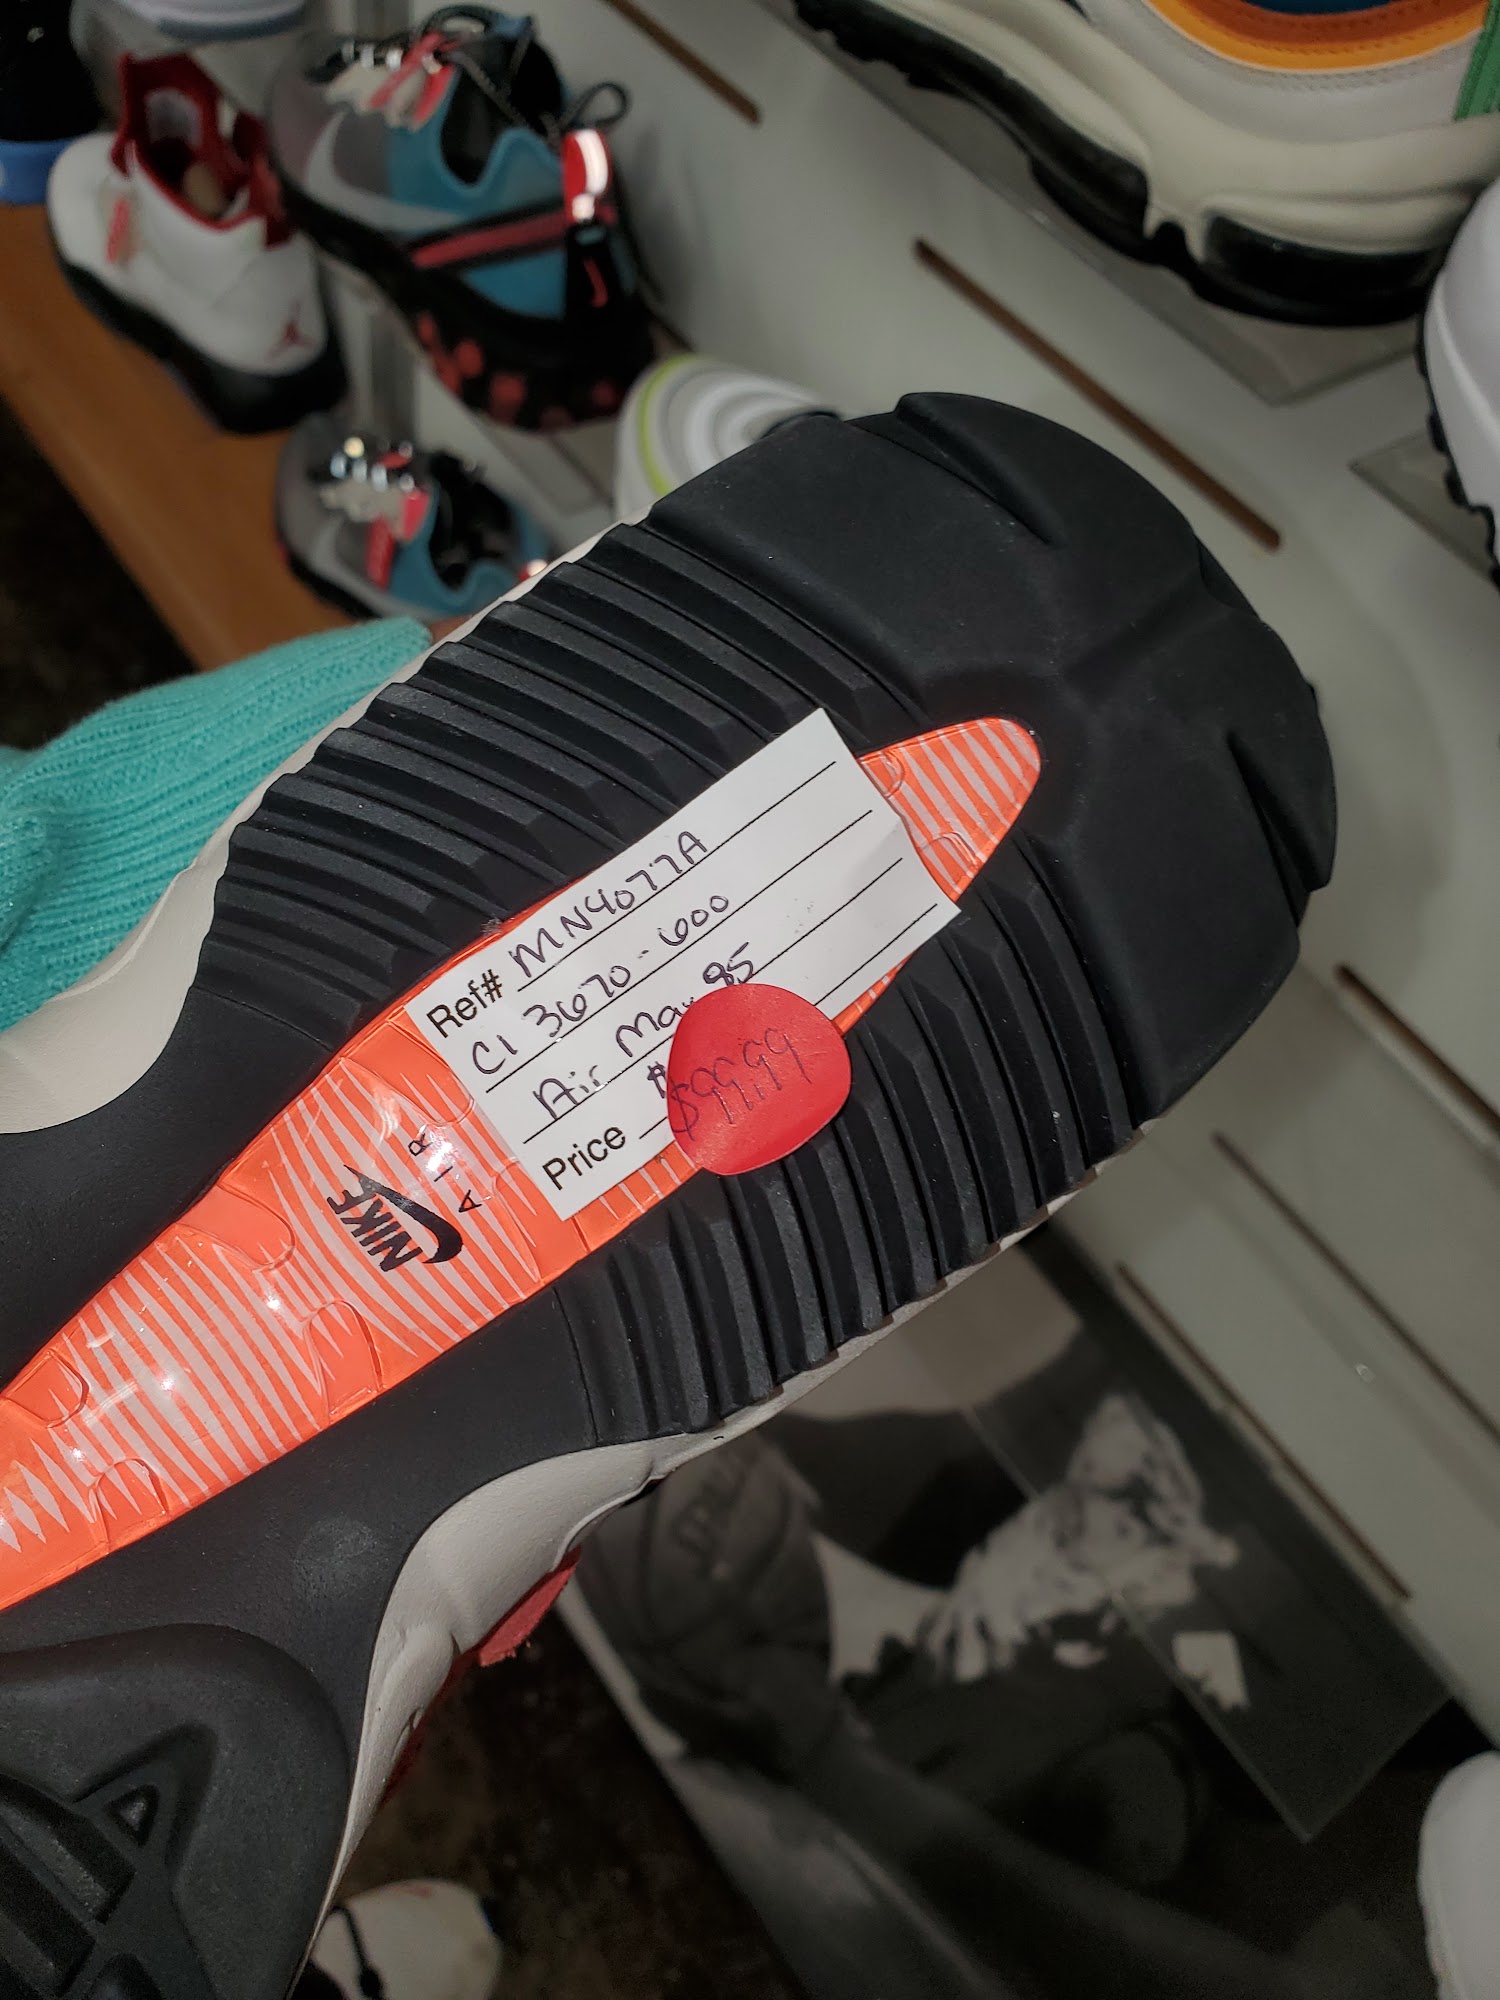 Ref# MN4077A
CI 3670-600
Air Max 95
Price $99.99
NIKE
AIR